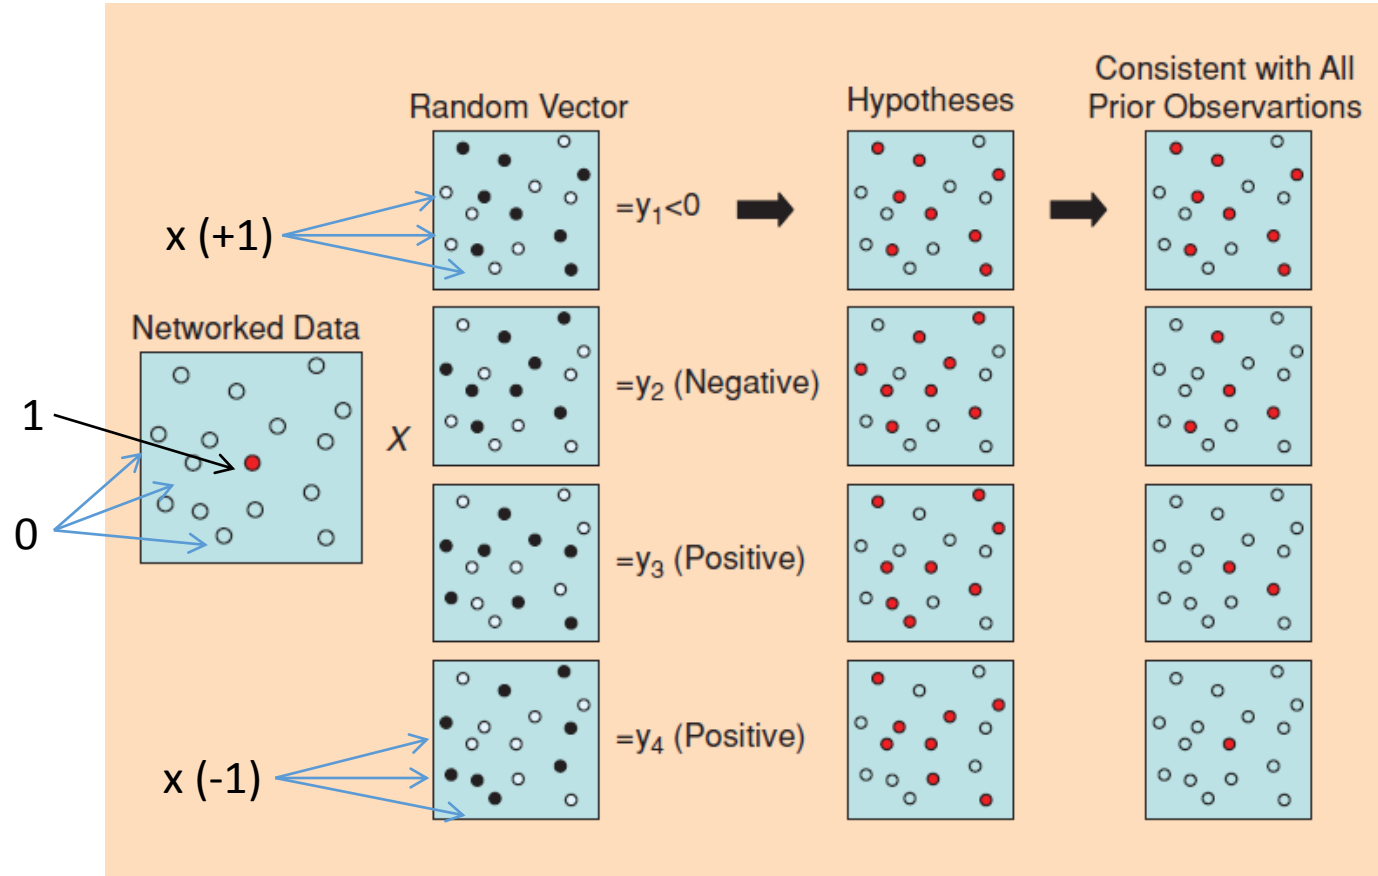 Consistent with All
Prior Observartions
Hypotheses
Random Vector
=y1<0
x (+1)
Networked Data
=y2 (Negative)
1
X
0
=y3 (Positive)
=y4 (Positive)
x (-1)